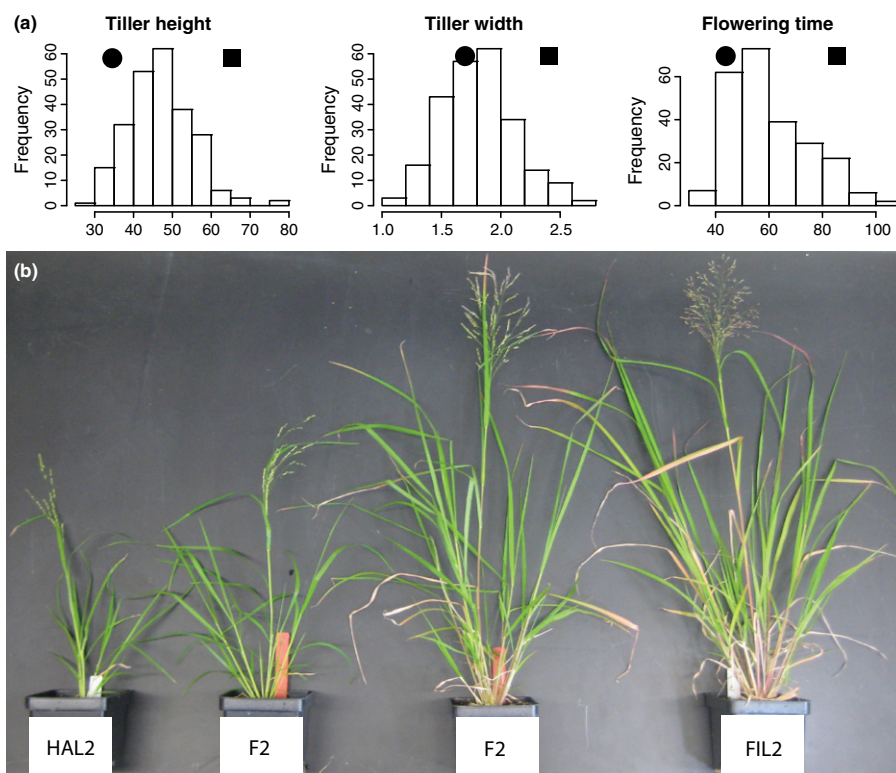 (a)
Tiller height
Tiller width
Flowering time
Frequency
0 10 20 30 40 50 60
30 40 50 60 70 80
Frequency
0 10 20 30 40 50 60
1.0 1.5 2.0 2.5
Frequency
0 20 40 60
40 60 80 100
(b)
HAL2
F2
F2
FIL2